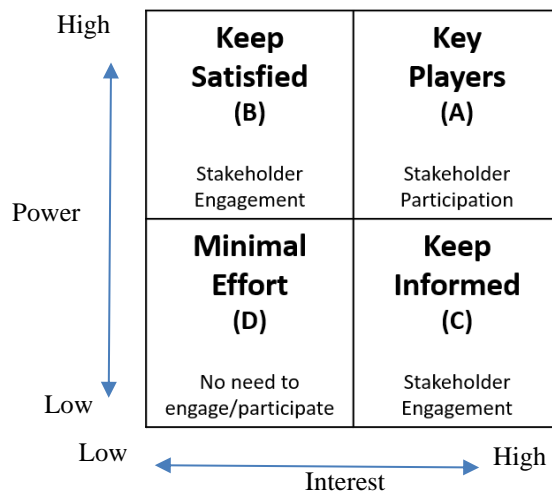 High
Keep
Satisfied
(B)
Stakeholder
Engagement
Key
Players
(A)
Stakeholder
Participation
Power
Minimal
Effort
(D)
No need to
engage/participate
Keep
Informed
(C)
Stakeholder
Engagement
Low
Low
High
Interest